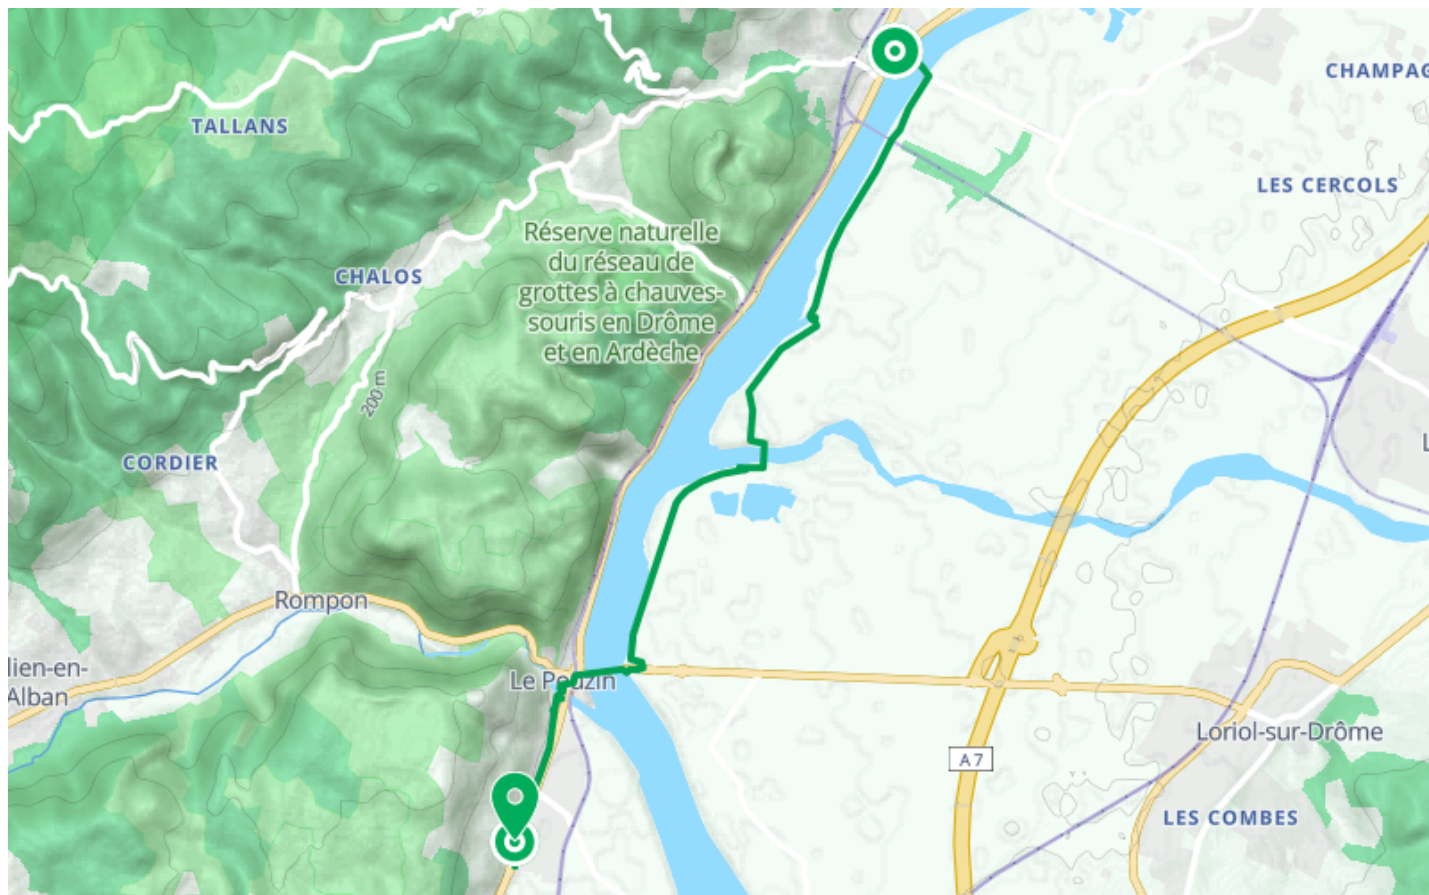 CHAMPAG
TALLANS
LES CERCOLS
Réserve naturelle
du réseau de
grottes à chauves-
souris en Drôme
et en Ardèche
CHALOS
200 m
CORDIER
L
Rompon
lien-en-
Alban
Le Pouzin
Loriol-sur-Drôme
A 7
LES COMBES